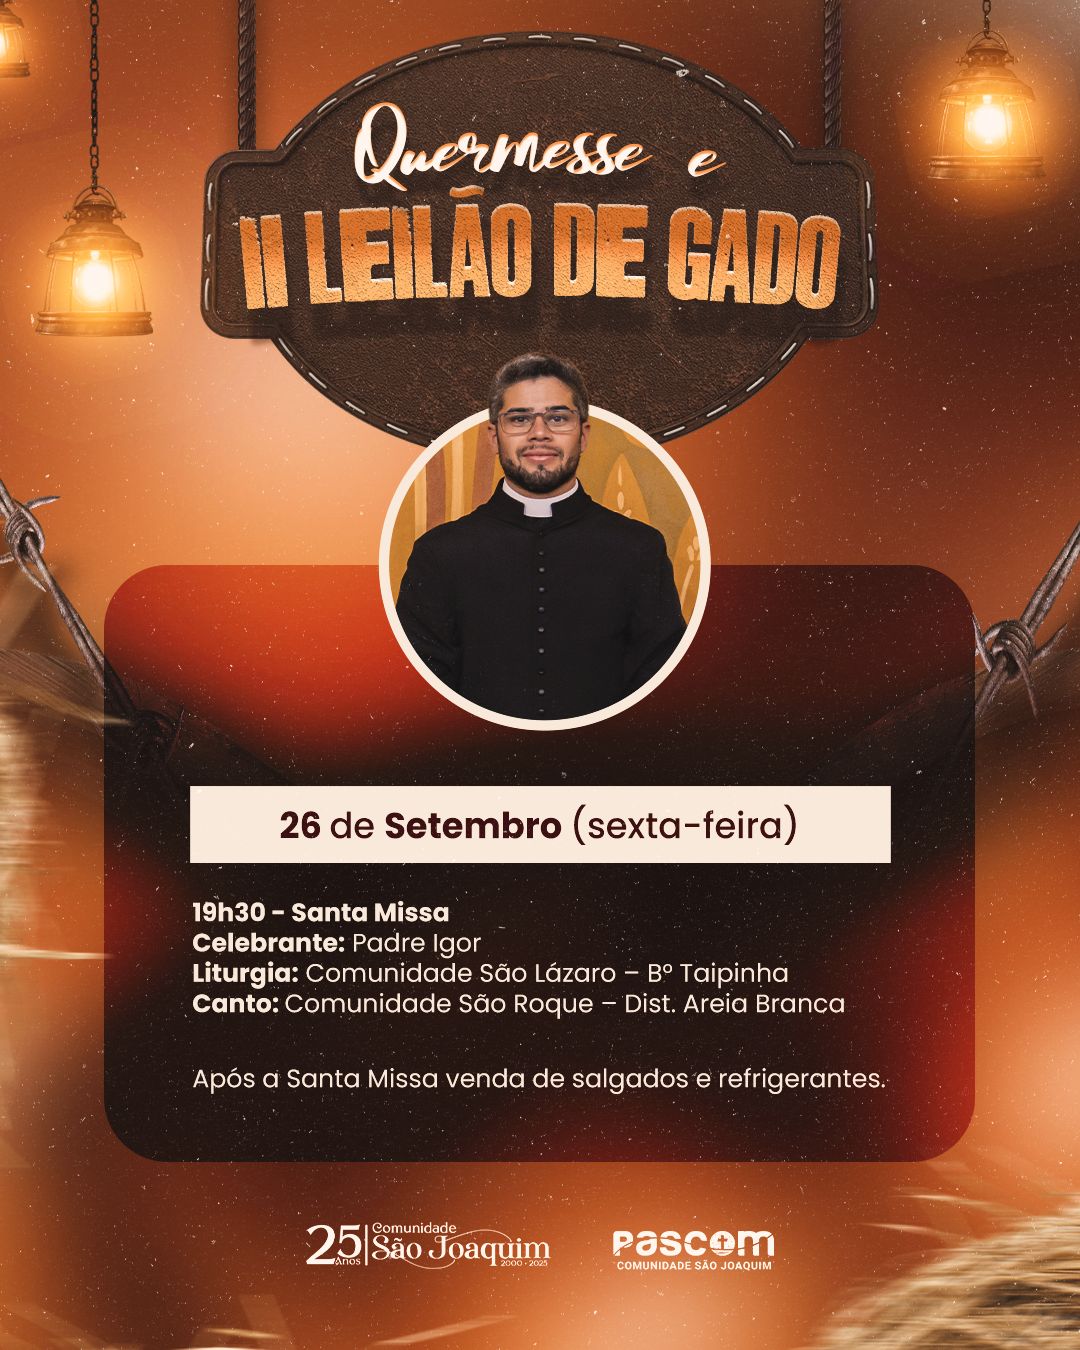 Quermesse e
II LEILÃO DE GADO
26 de Setembro (sexta-feira)
19h30 - Santa Missa
Celebrante: Padre Igor
Liturgia: Comunidade São Lázaro – Bº Taipinha
Canto: Comunidade São Roque – Dist. Areia Branca
Após a Santa Missa venda de salgados e refrigerantes.
25 Anos
Comunidade
São Joaquim
2000 • 2025
Pascom
COMUNIDADE SÃO JOAQUIM